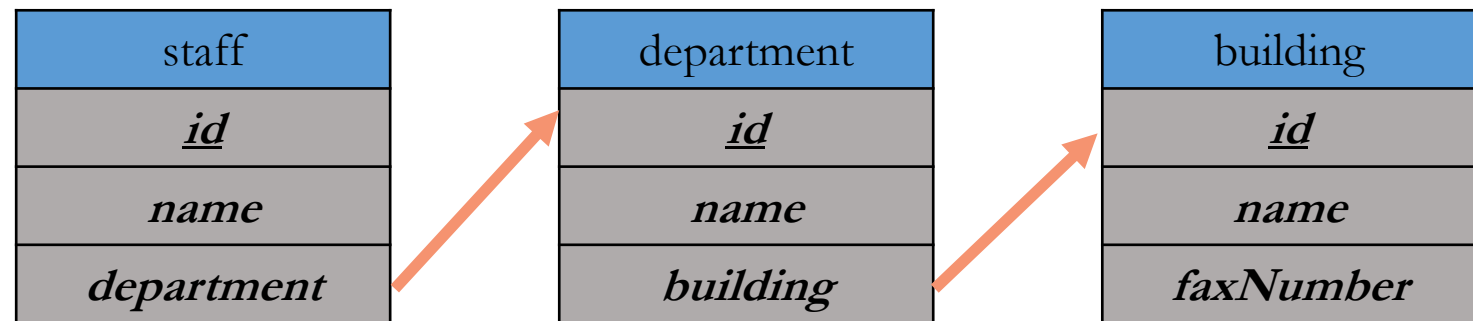 staff
id
name
department
department
id
name
building
building
id
name
faxNumber